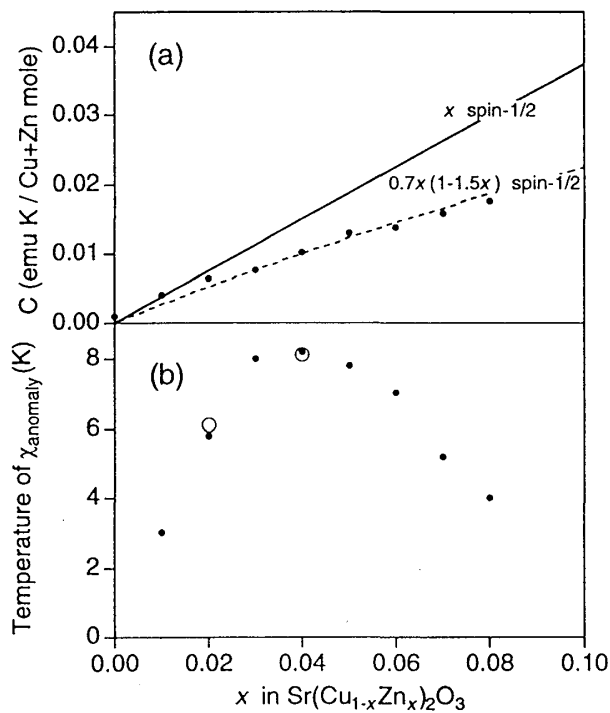 0.04
(a)
x spin-1/2
0.03
0.02
0.7x (1-1.5x) spin-1/2
0.01
0.00
C (emu K / Cu+Zn mole)
8
(b)
6
4
2
0
Temperature of χanomaly(K)
0.00 0.02 0.04 0.06 0.08 0.10
x in Sr(Cu1-xZnx)2O3